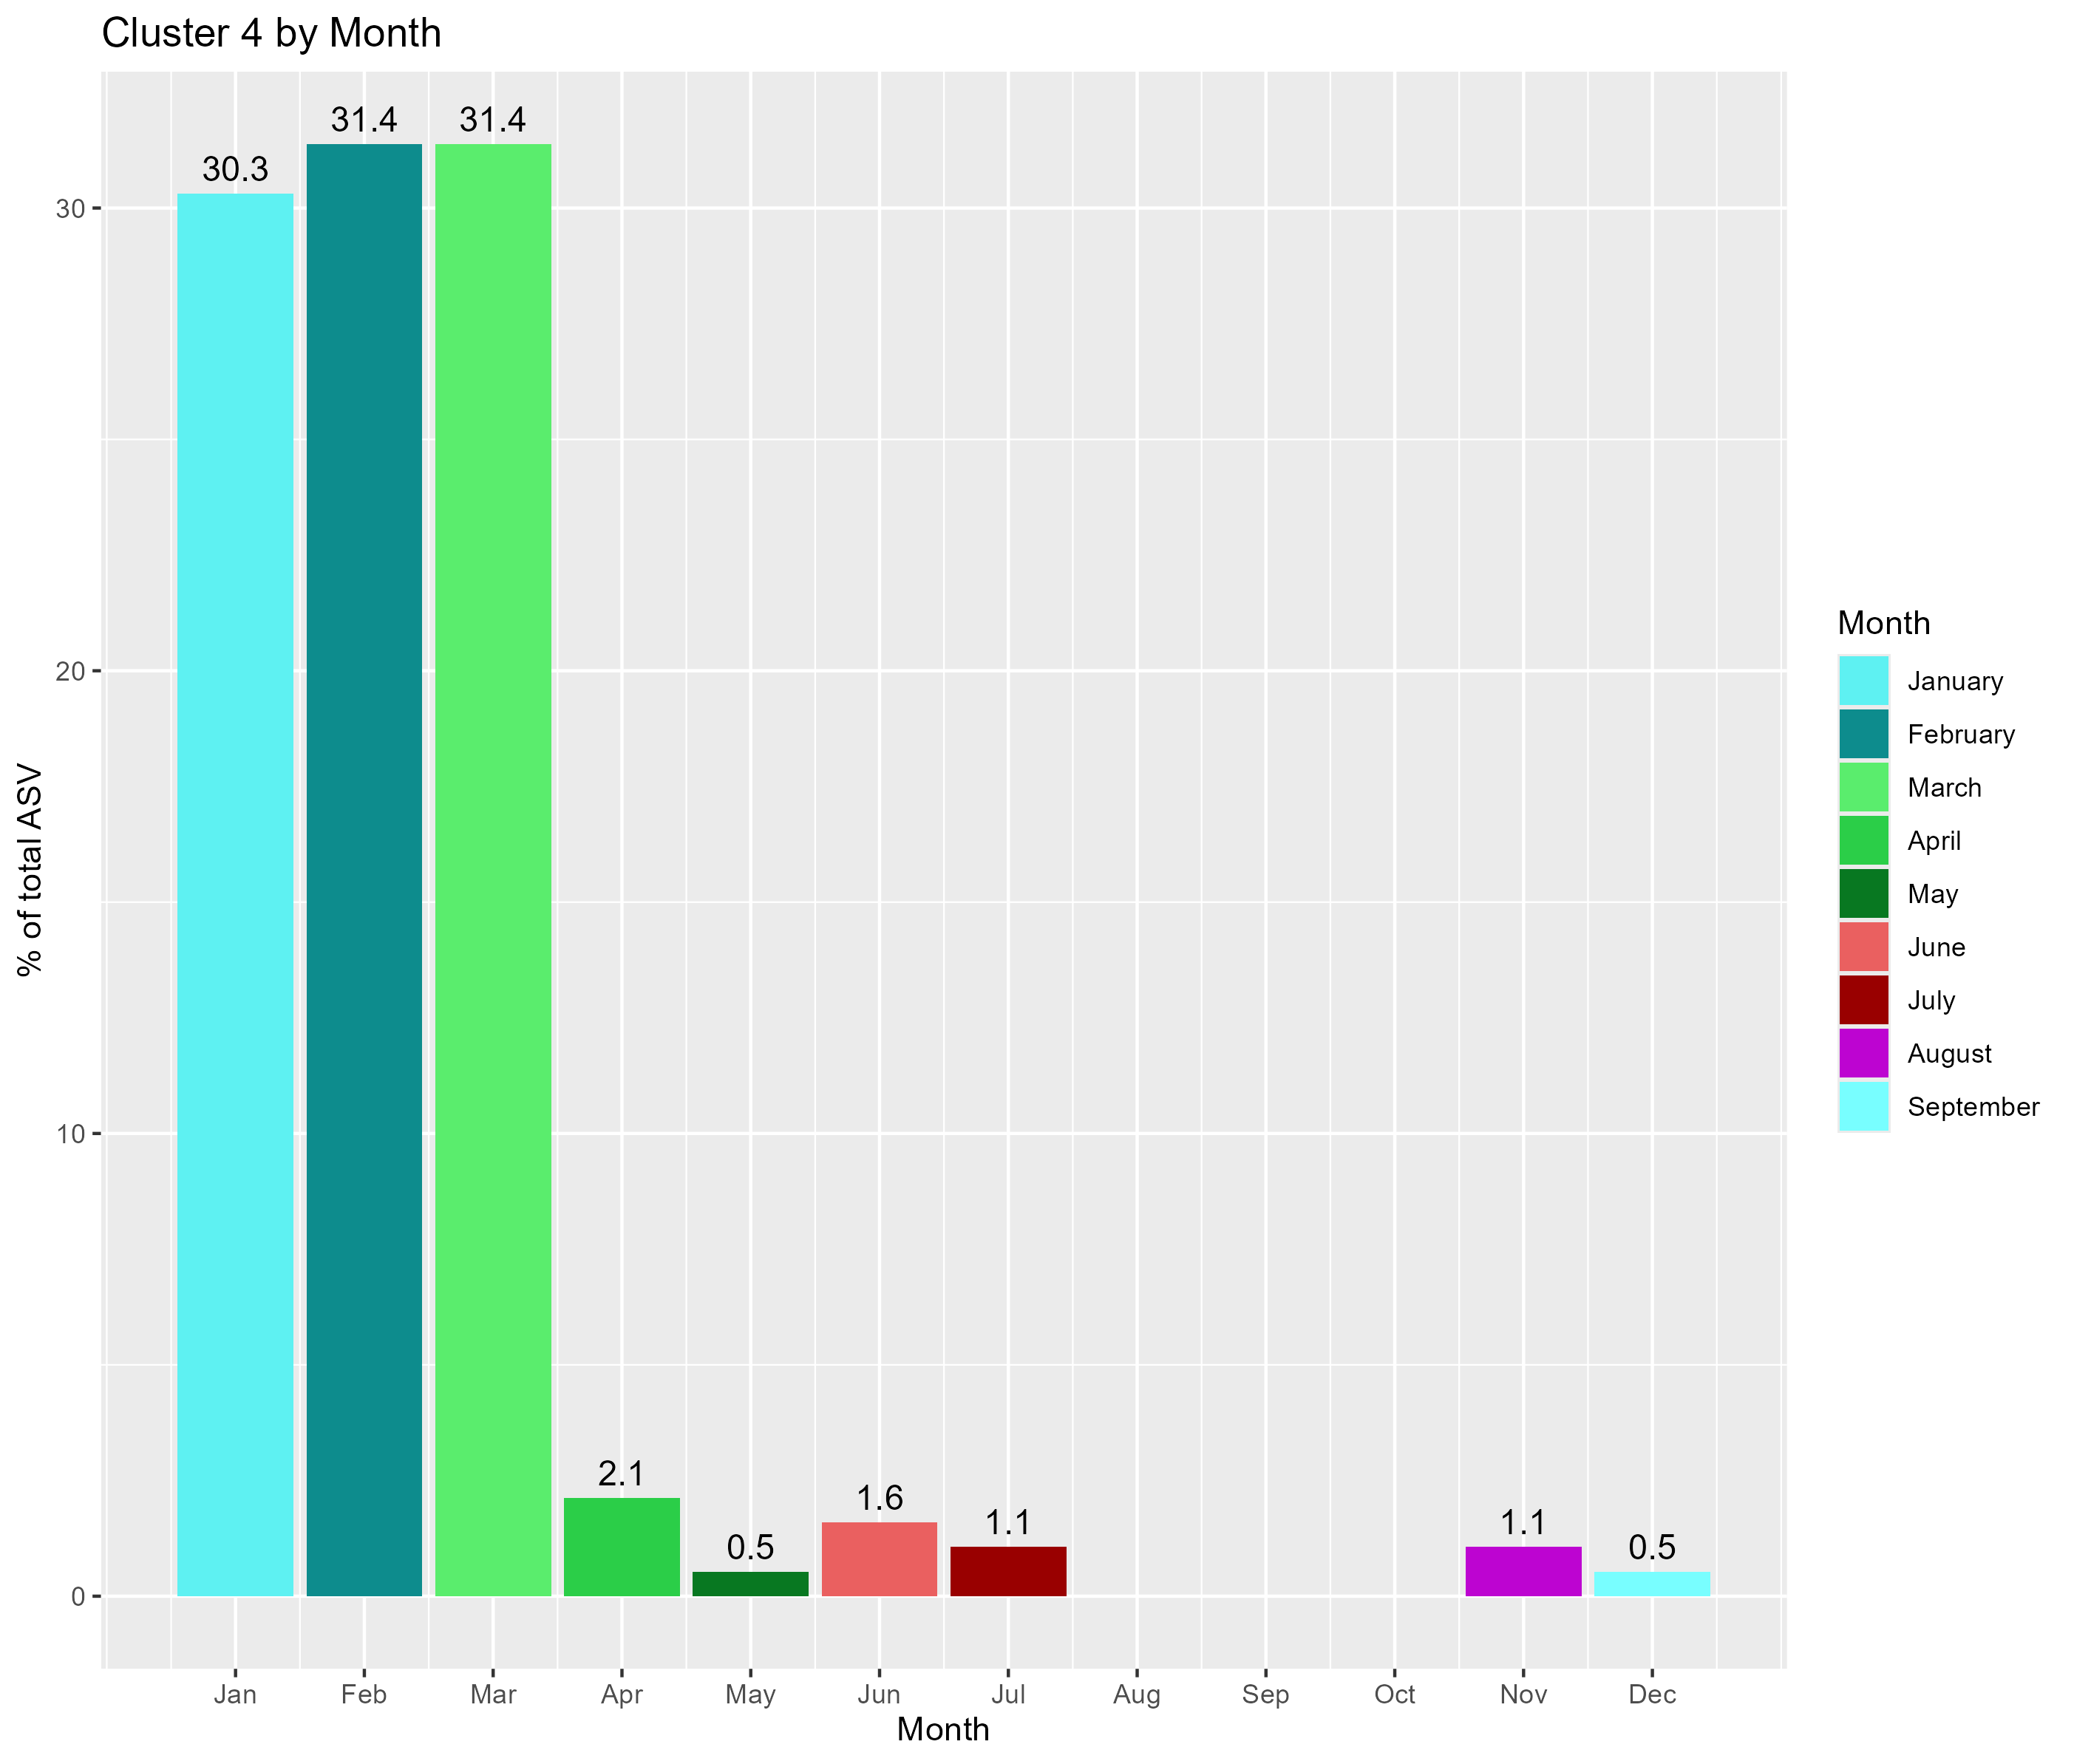 Cluster 4 by Month
30.3
31.4
31.4
2.1
0.5
1.6
1.1
1.1
0.5
30
20
10
0
% of total ASV
Jan Feb Mar Apr May Jun Jul Aug Sep Oct Nov Dec
Month
Month
January
February
March
April
May
June
July
August
September